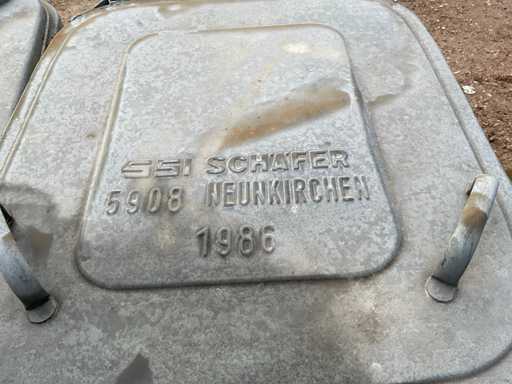 SSI SCHÄFER
5908 NEUNKIRCHEN
1986